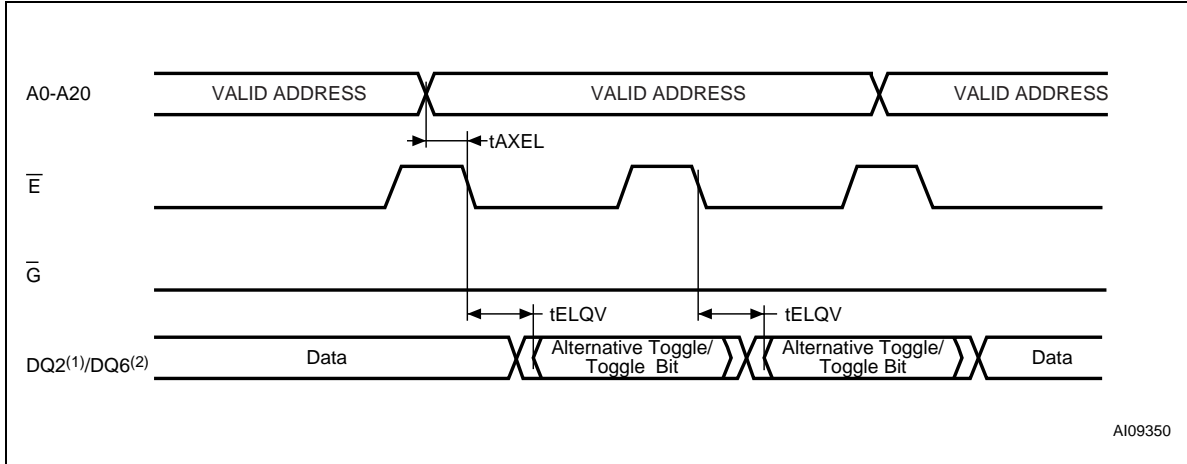 A0-A20 VALID ADDRESS VALID ADDRESS VALID ADDRESS
tAXEL
E̅
G̅
tELQV tELQV
DQ2(1)/DQ6(2) Data Alternative Toggle/ Toggle Bit Alternative Toggle/ Toggle Bit Data
AI09350